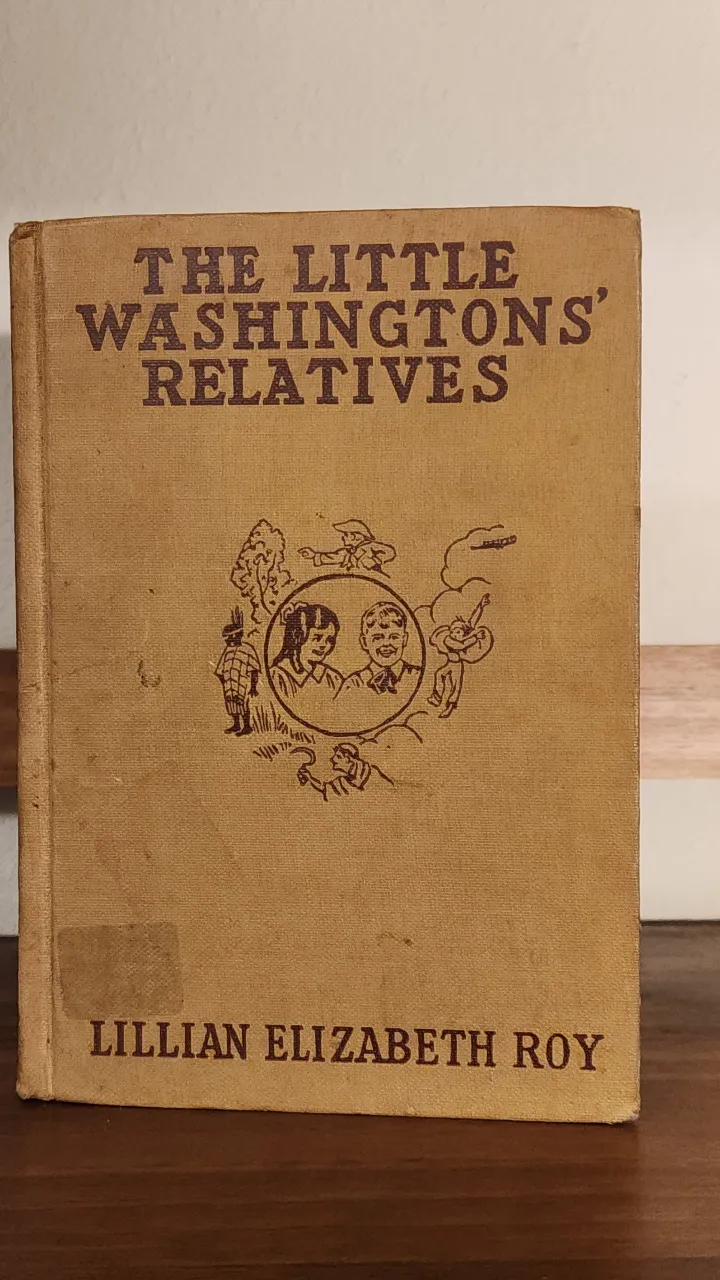 THE LITTLE
WASHINGTONS'
RELATIVES
LILLIAN ELIZABETH ROY